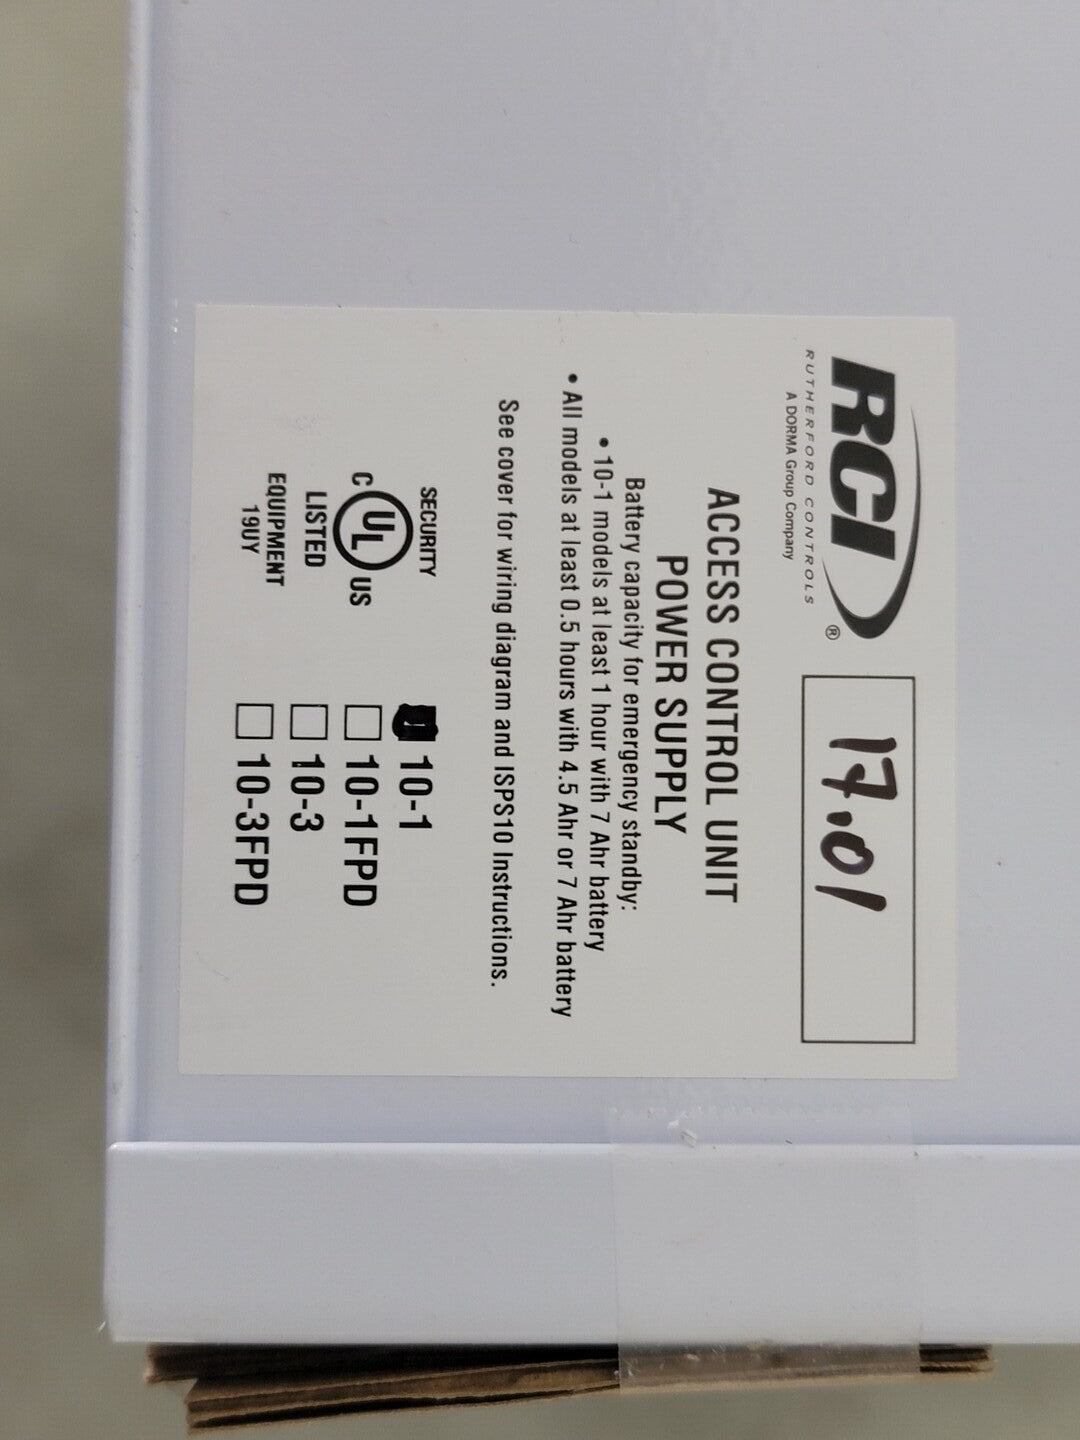 RCI®
RUTHERFORD CONTROLS
A DORMA Group Company
17.01
ACCESS CONTROL UNIT
POWER SUPPLY
Battery capacity for emergency standby:
• 10-1 models at least 1 hour with 7 Ahr battery
• All models at least 0.5 hours with 4.5 Ahr or 7 Ahr battery
See cover for wiring diagram and ISPS10 Instructions.
SECURITY
C UL US
LISTED
EQUIPMENT
19UY
10-1
10-1FPD
10-3
10-3FPD